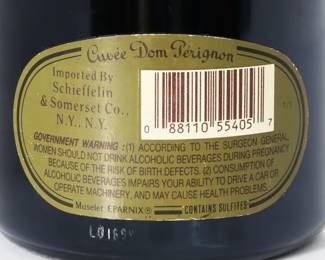 Cuvée Dom Pérignon
Imported By
Schieffelin
& Somerset Co.,
N.Y., N.Y.
0 88110 55405 7
GOVERNMENT WARNING :(1) ACCORDING TO THE SURGEON GENERAL,
WOMEN SHOULD NOT DRINK ALCOHOLIC BEVERAGES DURING PREGNANCY
BECAUSE OF THE RISK OF BIRTH DEFECTS. (2) CONSUMPTION OF
ALCOHOLIC BEVERAGES IMPAIRS YOUR ABILITY TO DRIVE A CAR OR
OPERATE MACHINERY, AND MAY CAUSE HEALTH PROBLEMS.
Muselet EPARNIX® CONTAINS SULFITES